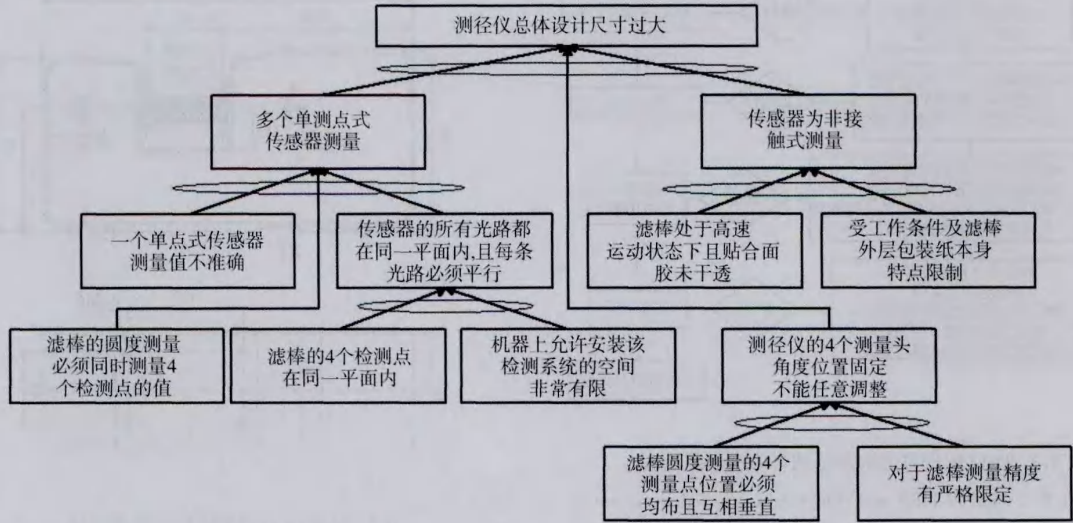 测径仪总体设计尺寸过大
多个单测点式
传感器测量
传感器为非接
触式测量
一个单点式传感器
测量值不准确
传感器的所有光路都
在同一平面内,且每条
光路必须平行
滤棒处于高速
运动状态下且贴合面
胶未干透
受工作条件及滤棒
外层包装纸本身
特点限制
滤棒的圆度测量
必须同时测量4
个检测点的值
滤棒的4个检测点
在同一平面内
机器上允许安装该
检测系统的空间
非常有限
测径仪的4个测量头
角度位置固定
不能任意调整
滤棒圆度测量的4个
测量点位置必须
均布且互相垂直
对于滤棒测量精度
有严格限定